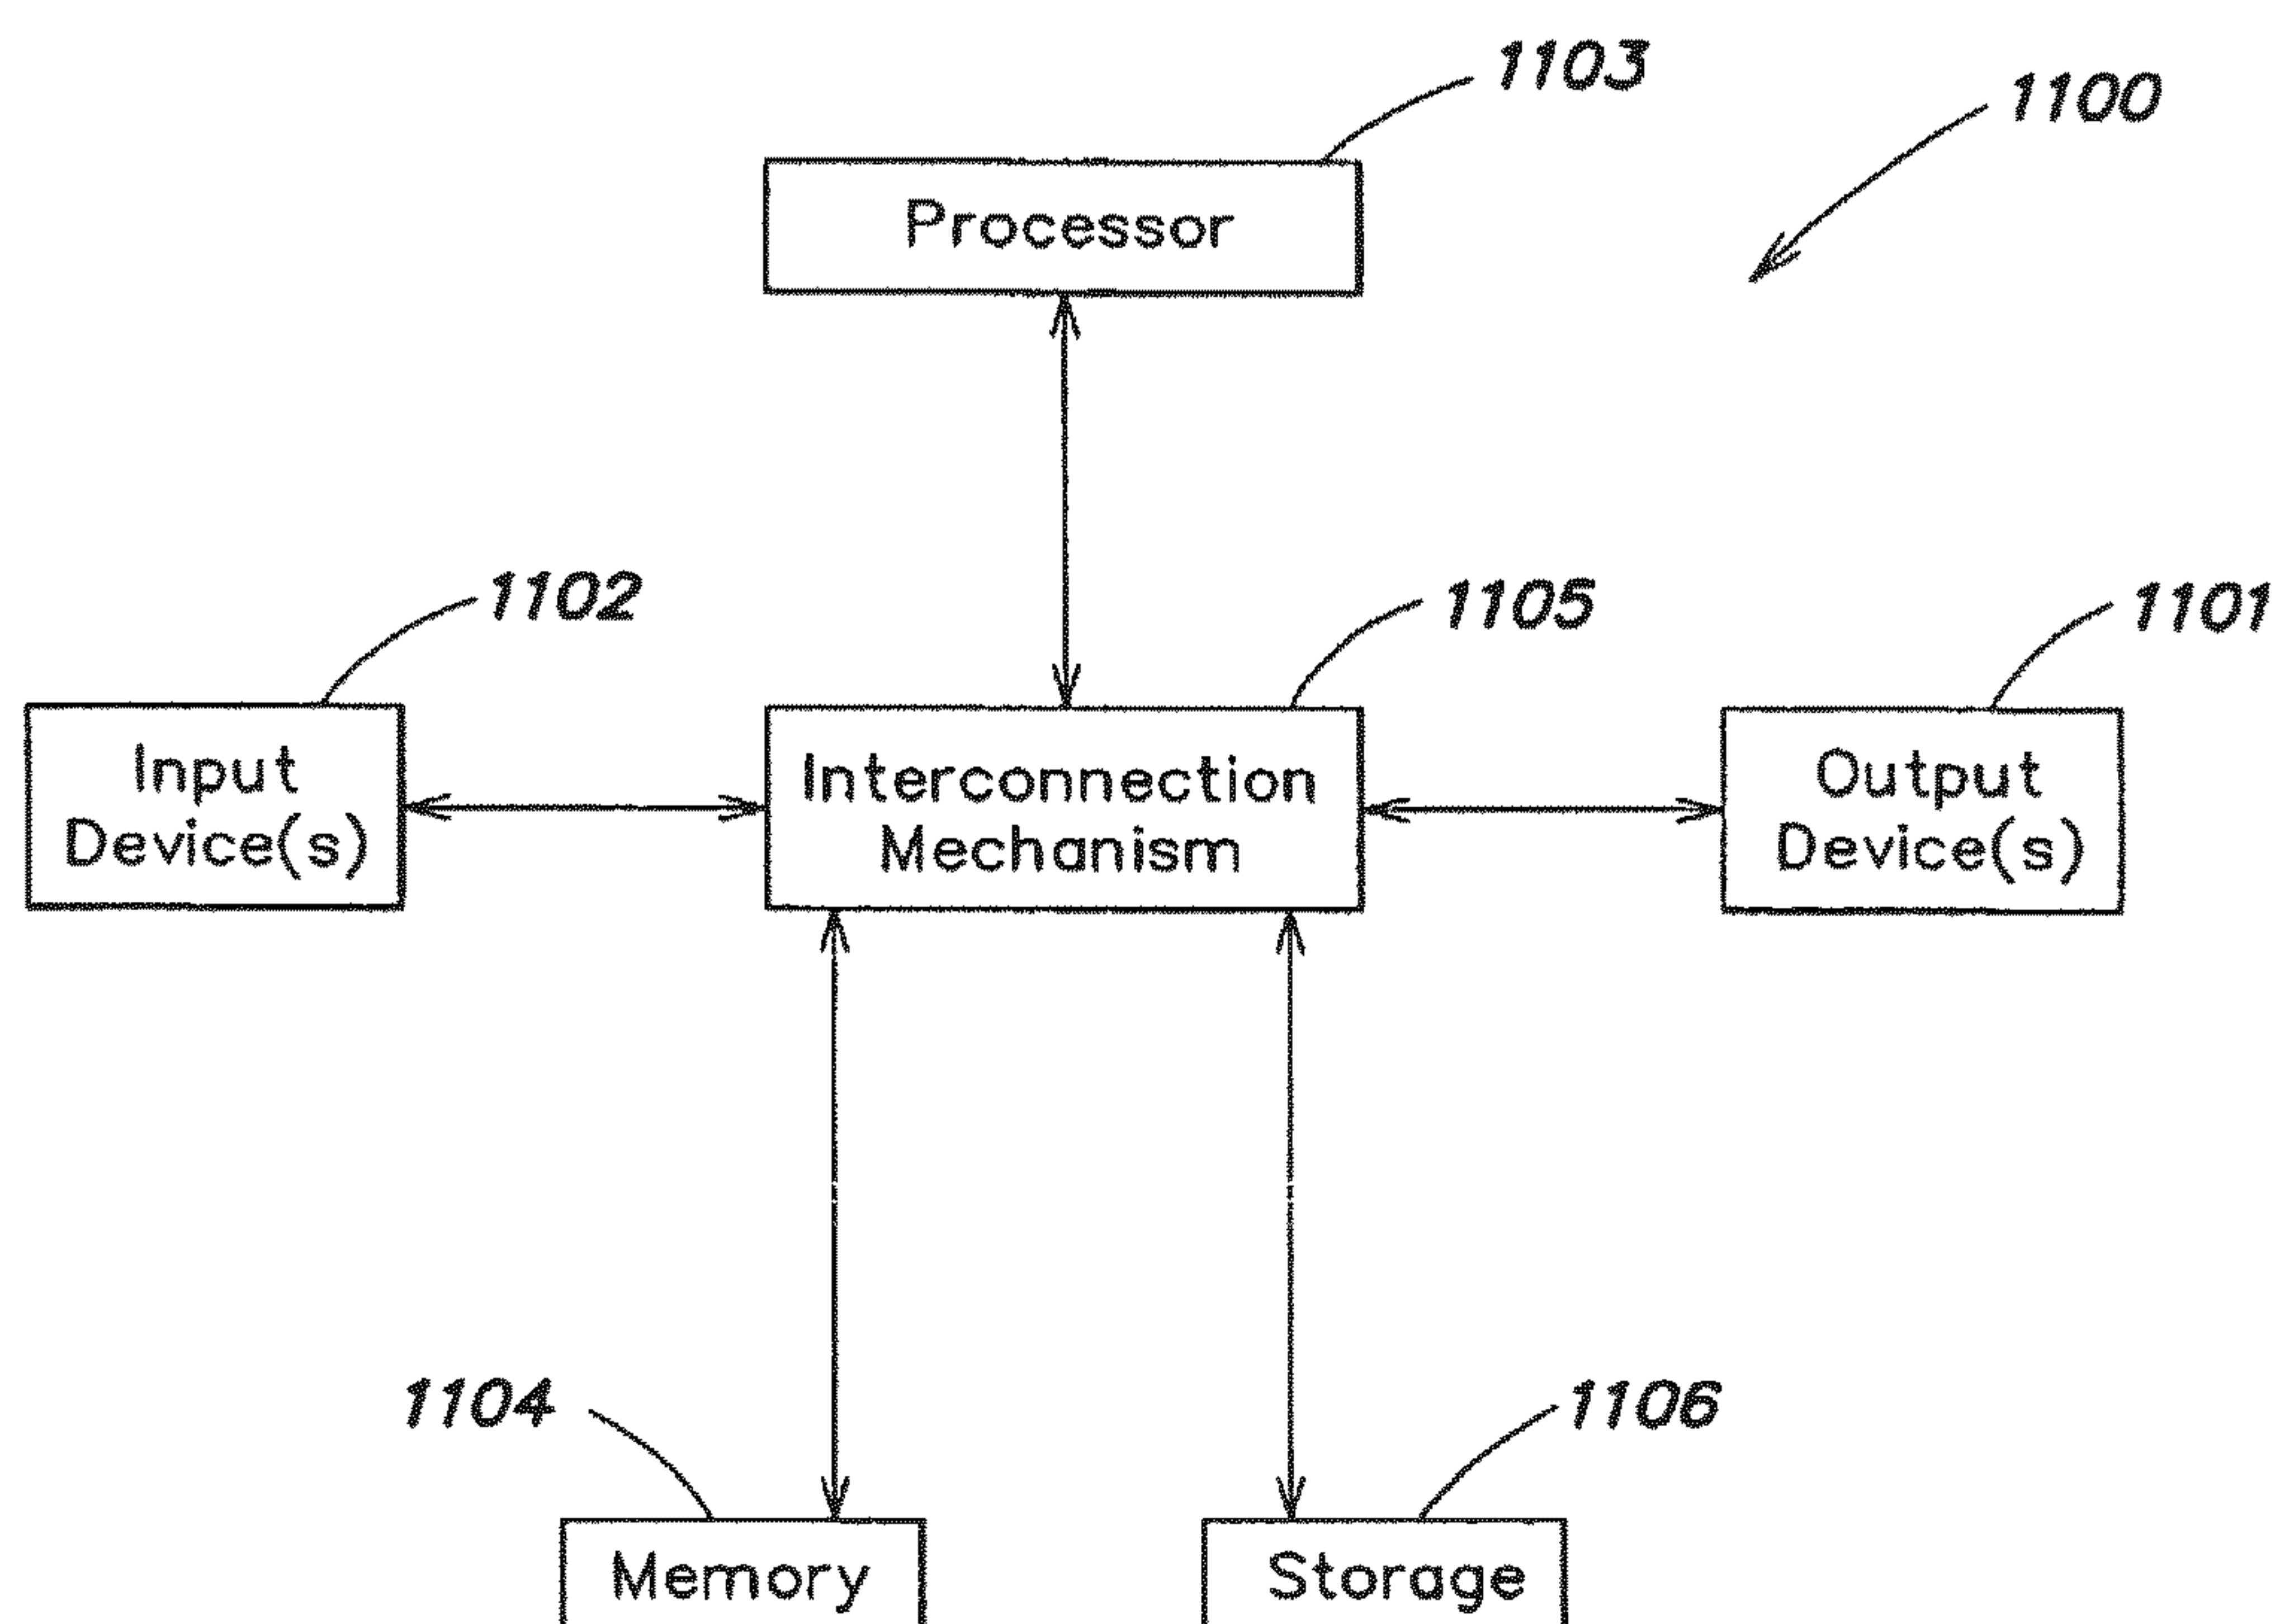 1103
1100
Processor
1102
1105
1101
Input
Device(s)
Interconnection
Mechanism
Output
Device(s)
1104
1106
Memory
Storage